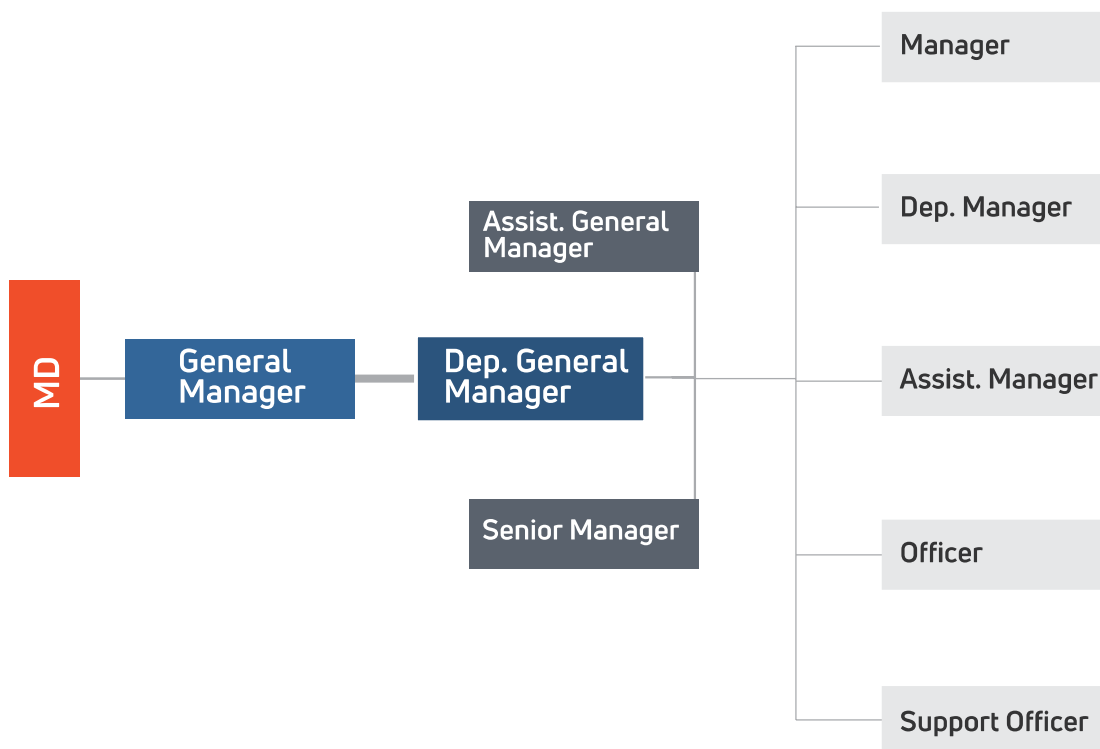 MD
General
Manager
Dep. General
Manager
Assist. General
Manager
Senior Manager
Manager
Dep. Manager
Assist. Manager
Officer
Support Officer